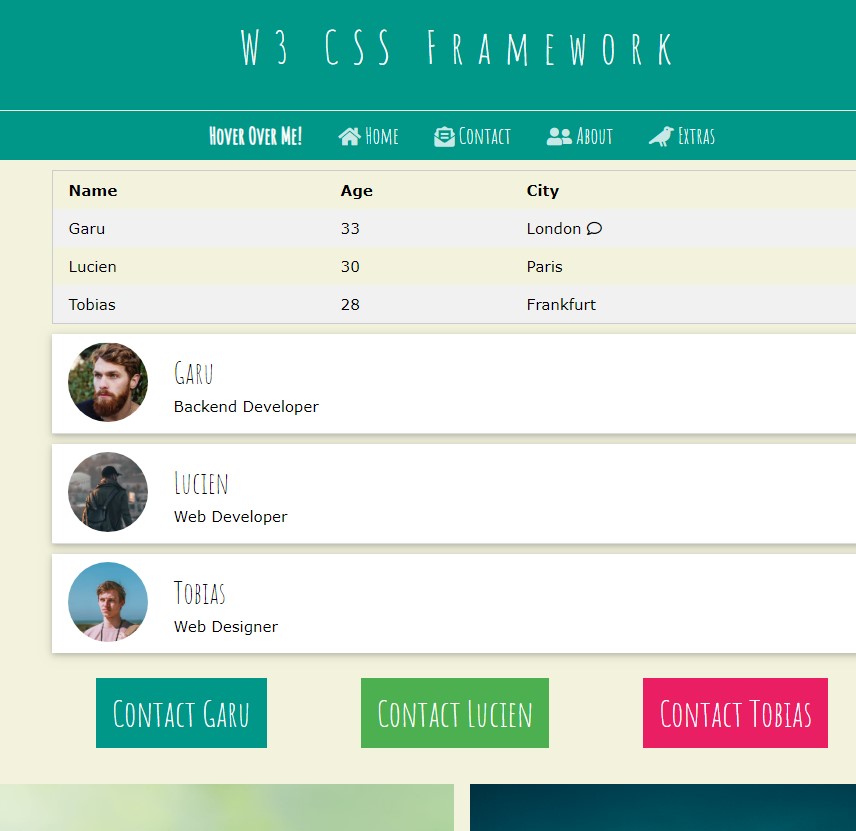 W3 CSS Framework
Hover Over Me! Home Contact About Extras
Name Age City
Garu 33 London
Lucien 30 Paris
Tobias 28 Frankfurt
Garu
Backend Developer
Lucien
Web Developer
Tobias
Web Designer
Contact Garu Contact Lucien Contact Tobias